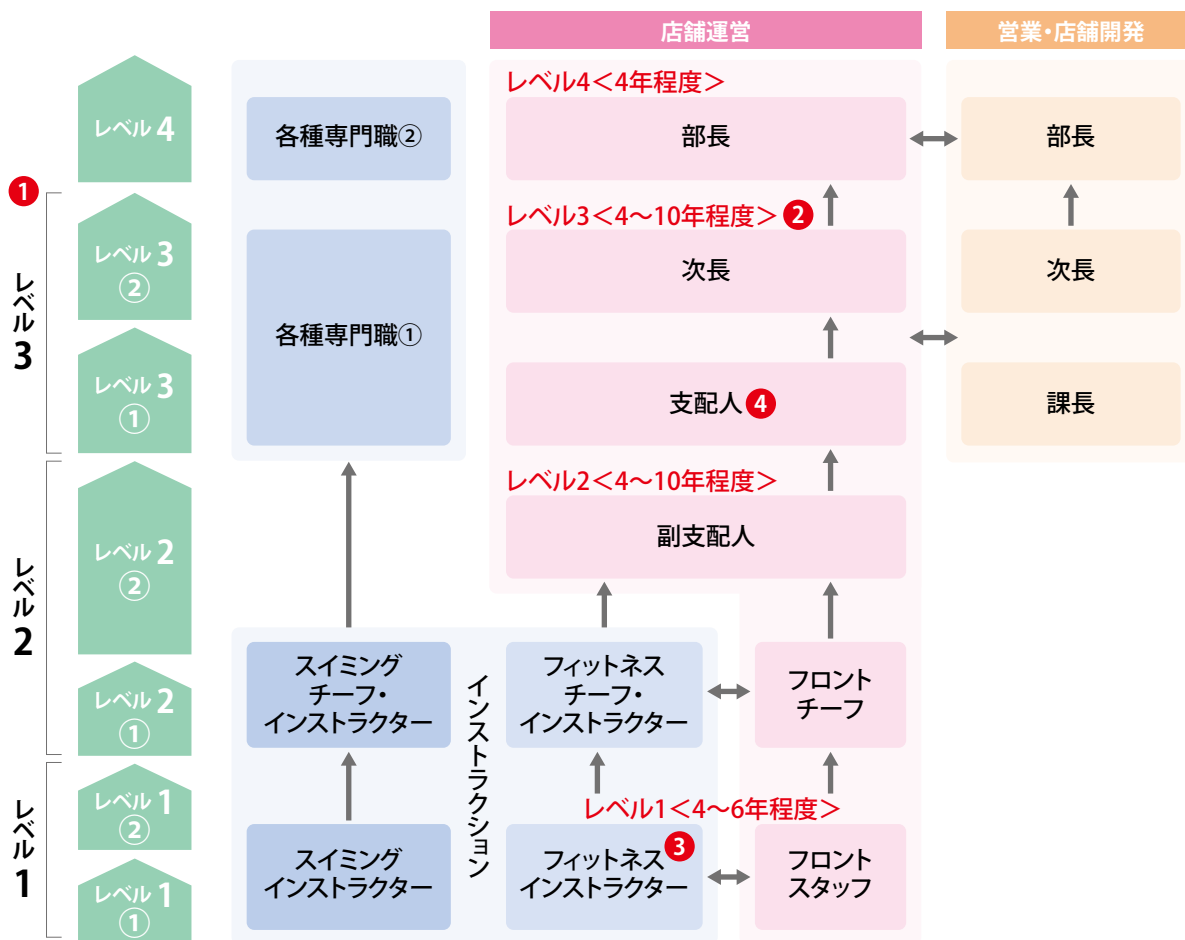 店舗運営
営業・店舗開発
レベル4＜4年程度＞
レベル 4
各種専門職②
部長
部長
1
レベル3＜4～10年程度＞ 2
レベル3
レベル 3
②
次長
次長
各種専門職①
レベル 3
①
支配人 4
課長
レベル2＜4～10年程度＞
レベル2
レベル 2
②
副支配人
スイミング
チーフ・
インストラクター
インストラクション
フィットネス
チーフ・
インストラクター
フロント
チーフ
レベル 2
①
レベル1＜4～6年程度＞
レベル1
レベル 1
②
スイミング
インストラクター
3
フィットネス
インストラクター
フロント
スタッフ
レベル 1
①